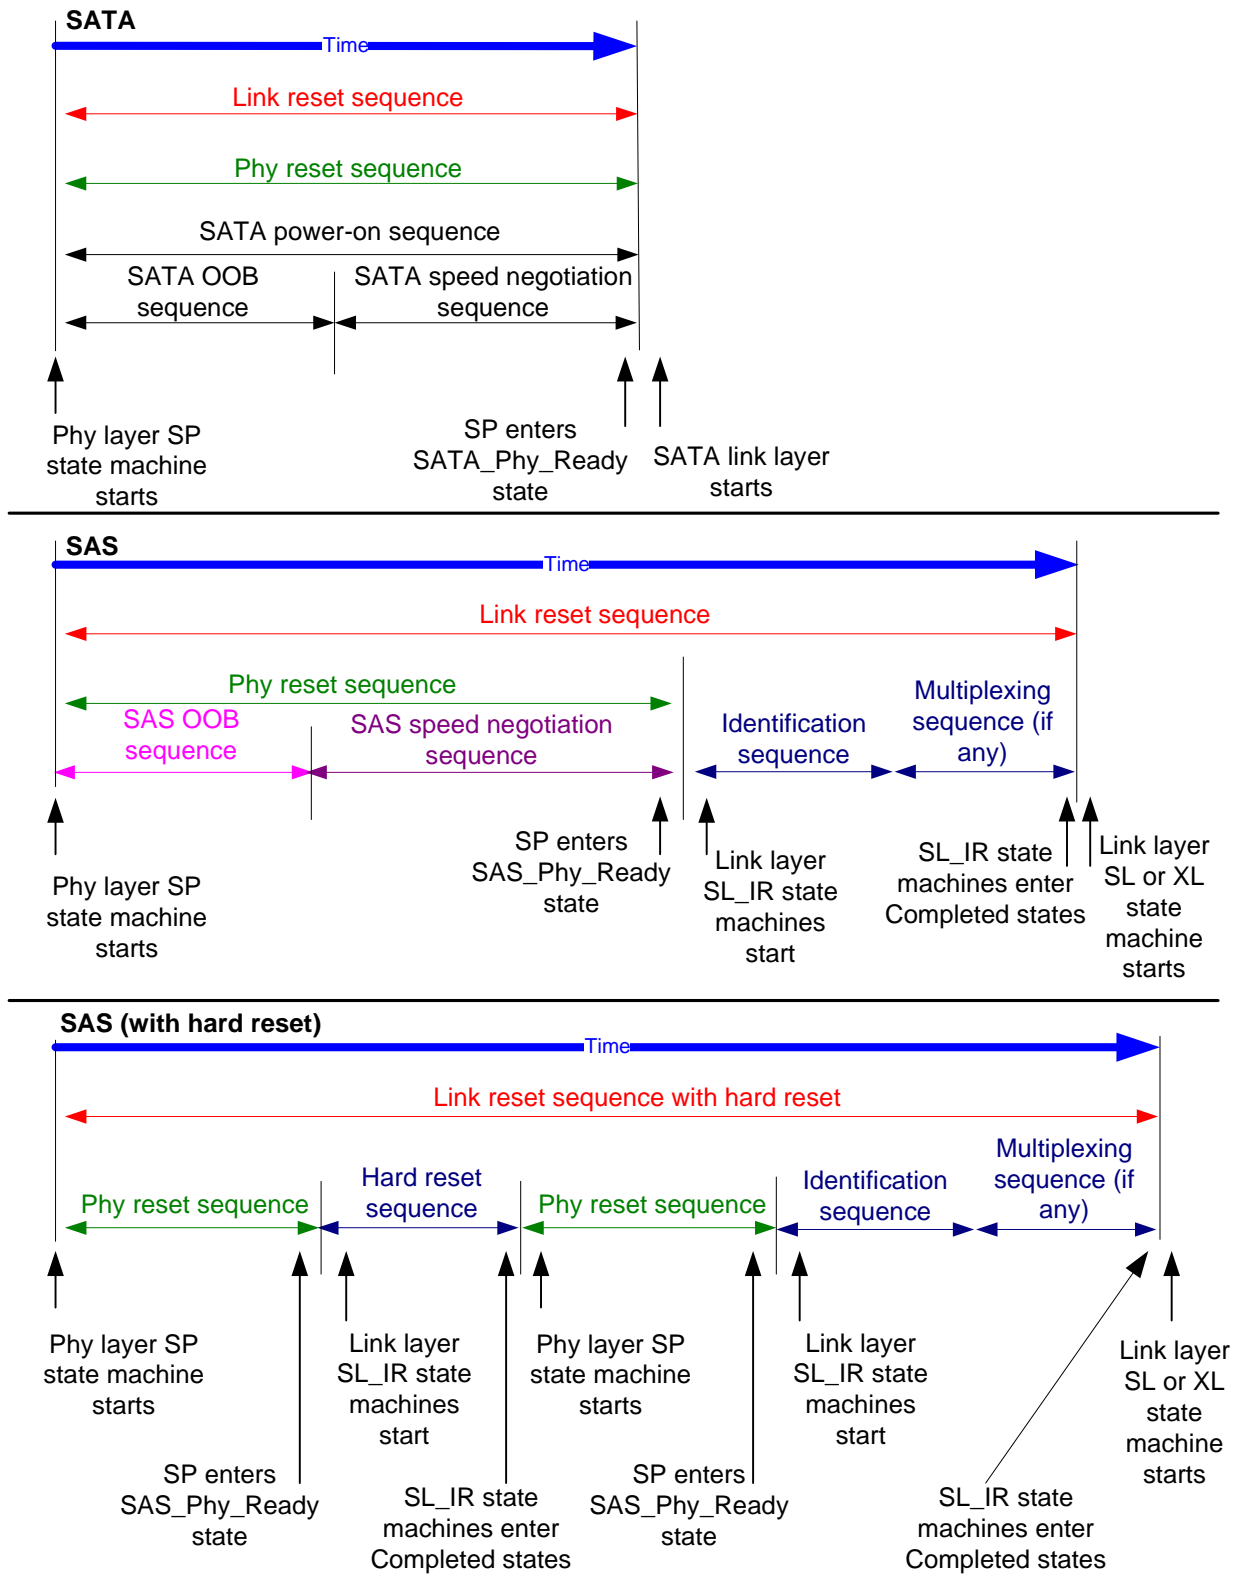 SATA
Time
Link reset sequence
Phy reset sequence
SATA power-on sequence
SATA OOB
sequence
SATA speed negotiation
sequence
Phy layer SP
state machine
starts
SP enters
SATA_Phy_Ready
state
SATA link layer
starts
SAS
Time
Link reset sequence
Phy reset sequence
SAS OOB
sequence
SAS speed negotiation
sequence
Identification
sequence
Multiplexing
sequence (if
any)
Phy layer SP
state machine
starts
SP enters
SAS_Phy_Ready
state
Link layer
SL_IR state
machines
start
SL_IR state
machines enter
Completed states
Link layer
SL or XL
state
machine
starts
SAS (with hard reset)
Time
Link reset sequence with hard reset
Phy reset sequence
Hard reset
sequence
Phy reset sequence
Identification
sequence
Multiplexing
sequence (if
any)
Phy layer SP
state machine
starts
SP enters
SAS_Phy_Ready
state
Link layer
SL_IR state
machines
start
SL_IR state
machines enter
Completed states
Phy layer SP
state machine
starts
SP enters
SAS_Phy_Ready
state
Link layer
SL_IR state
machines
start
SL_IR state
machines enter
Completed states
Link layer
SL or XL
state
machine
starts